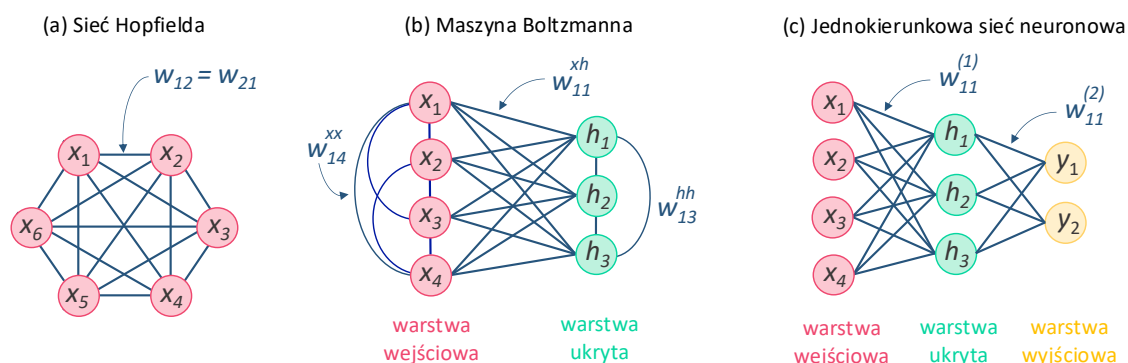 (a) Sieć Hopfielda
w12 = w21
x1
x2
x6
x3
x5
x4
(b) Maszyna Boltzmanna
w11^xh
x1
h1
w14^xx
x2
h2
x3
w13^hh
h3
x4
warstwa wejściowa
warstwa ukryta
(c) Jednokierunkowa sieć neuronowa
w11^(1)
w11^(2)
x1
h1
x2
y1
h2
x3
y2
h3
x4
warstwa wejściowa
warstwa ukryta
warstwa wyjściowa